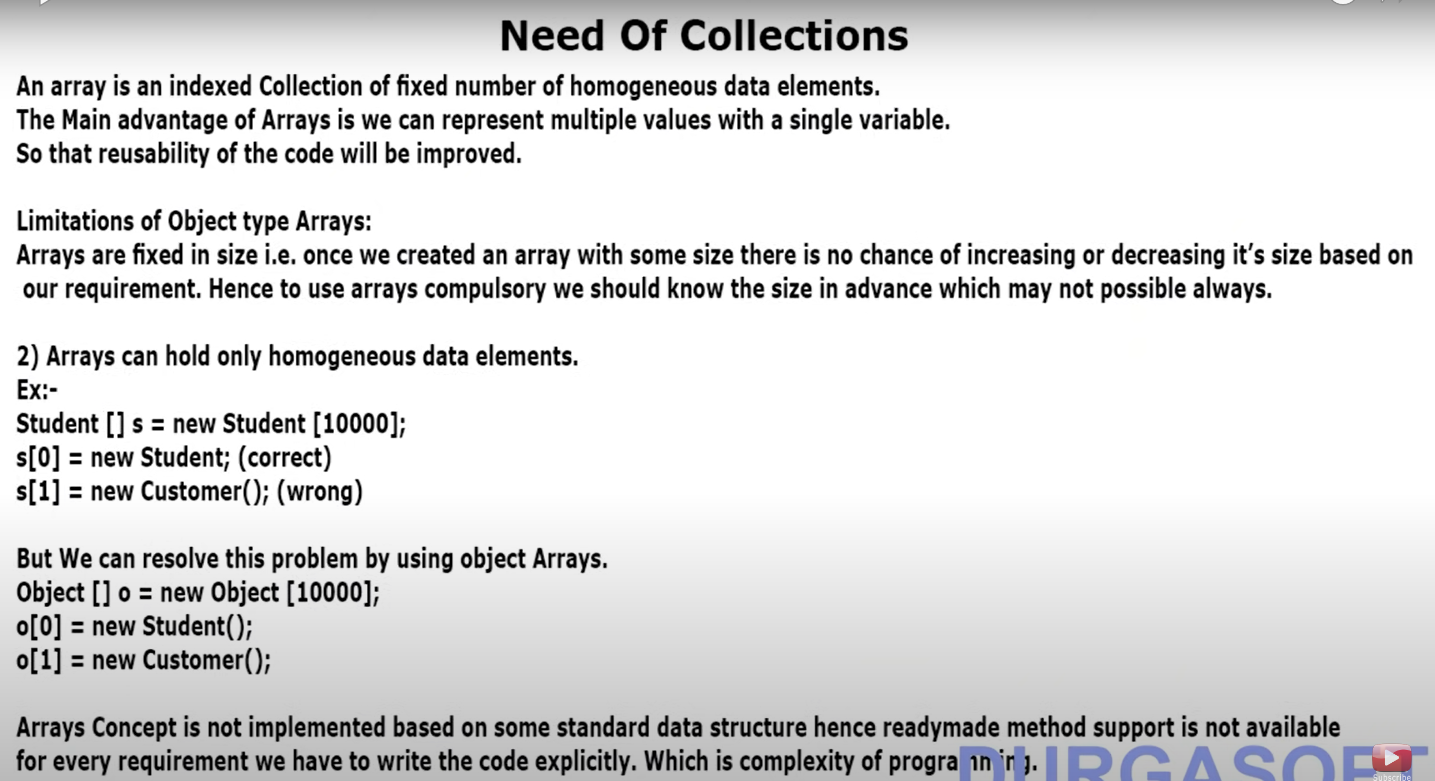 Need Of Collections
An array is an indexed Collection of fixed number of homogeneous data elements.
The Main advantage of Arrays is we can represent multiple values with a single variable.
So that reusability of the code will be improved.
Limitations of Object type Arrays:
Arrays are fixed in size i.e. once we created an array with some size there is no chance of increasing or decreasing it’s size based on
our requirement. Hence to use arrays compulsory we should know the size in advance which may not possible always.
2) Arrays can hold only homogeneous data elements.
Ex:-
Student [] s = new Student [10000];
s[0] = new Student; (correct)
s[1] = new Customer(); (wrong)
But We can resolve this problem by using object Arrays.
Object [] o = new Object [10000];
o[0] = new Student();
o[1] = new Customer();
Arrays Concept is not implemented based on some standard data structure hence readymade method support is not available
for every requirement we have to write the code explicitly. Which is complexity of programming.
DURGASOFT
Subscribe